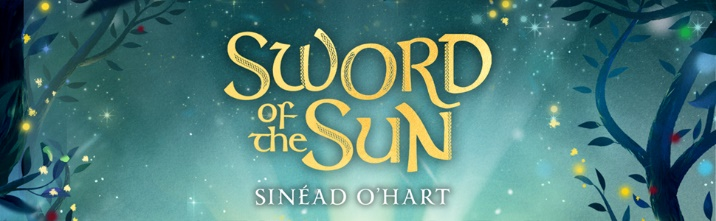 SWORD
of
the SUN
SINÉAD O'HART